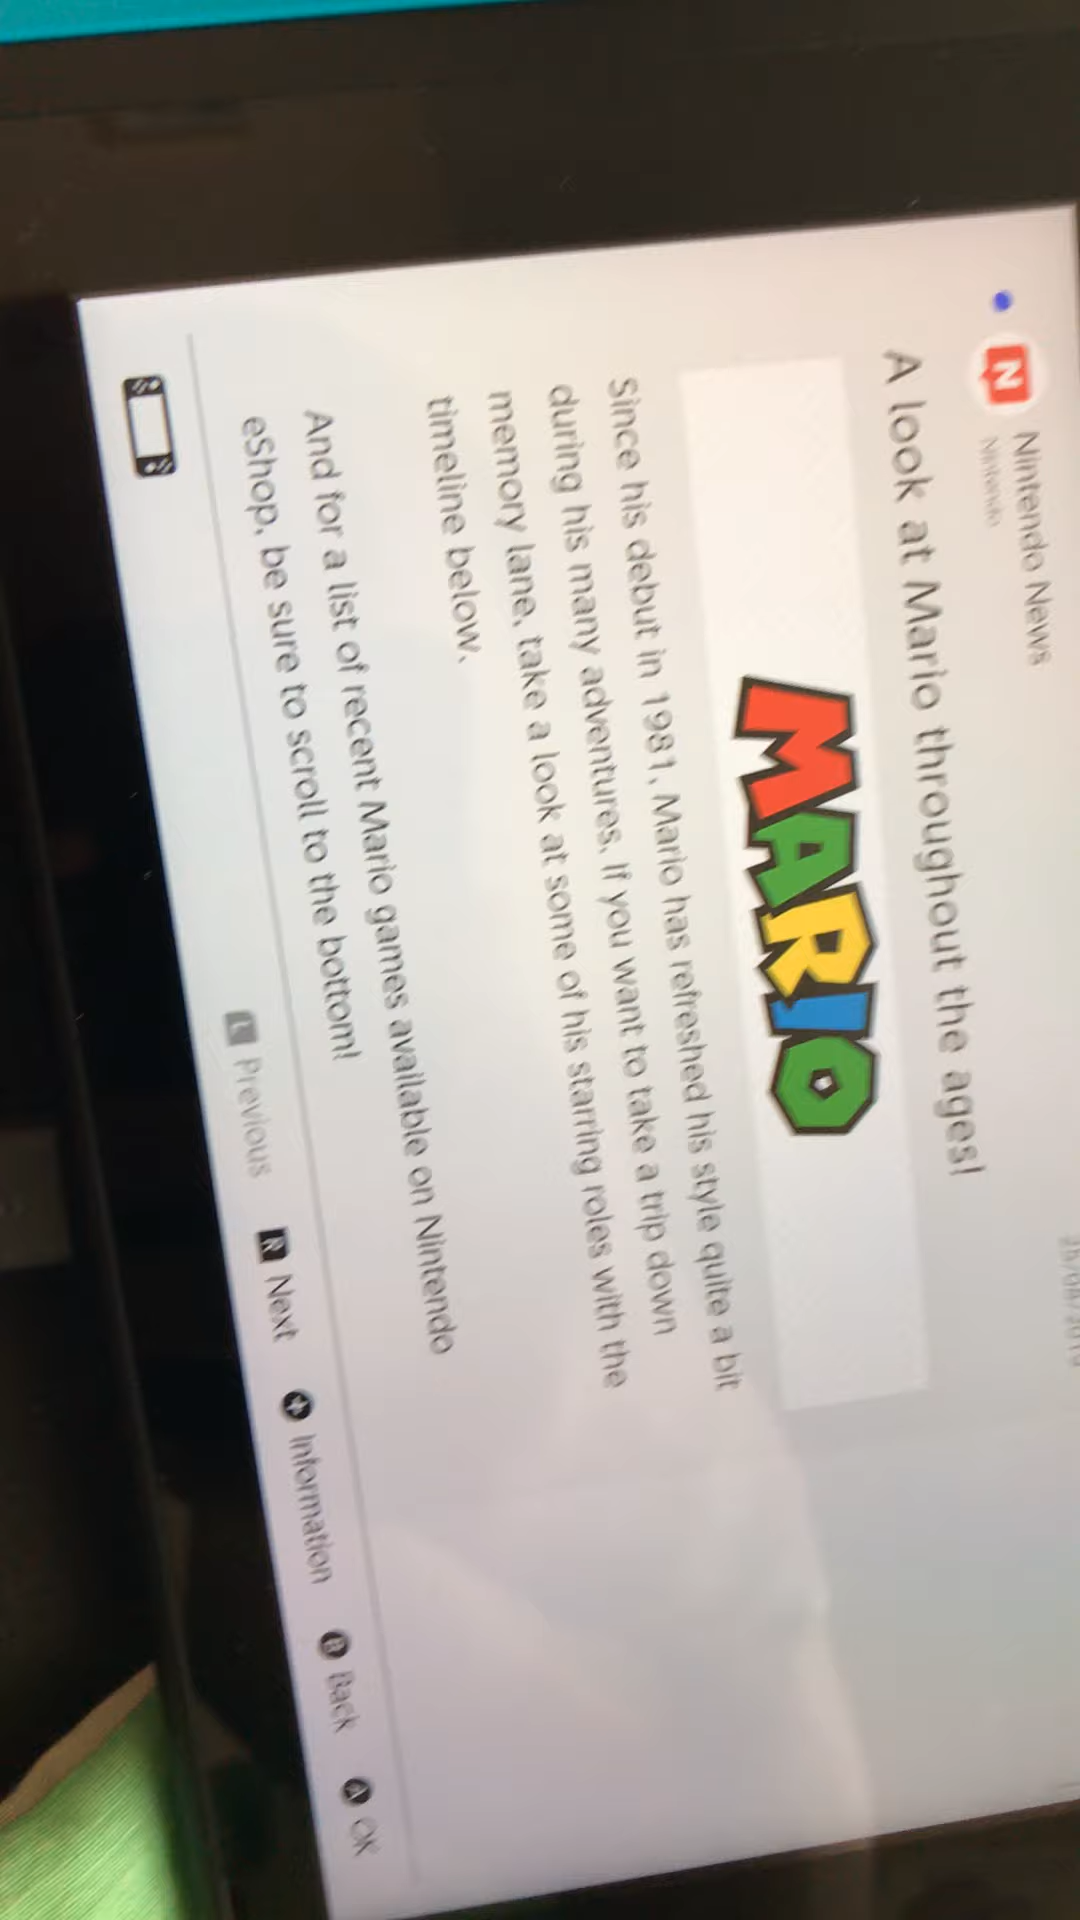 Nintendo News
Nintendo
A look at Mario throughout the ages!
MARIO
Since his debut in 1981, Mario has refreshed his style quite a bit
during his many adventures. If you want to take a trip down
memory lane, take a look at some of his starring roles with the
timeline below.
And for a list of recent Mario games available on Nintendo
eShop, be sure to scroll to the bottom!
L Previous R Next + Information B Back A OK